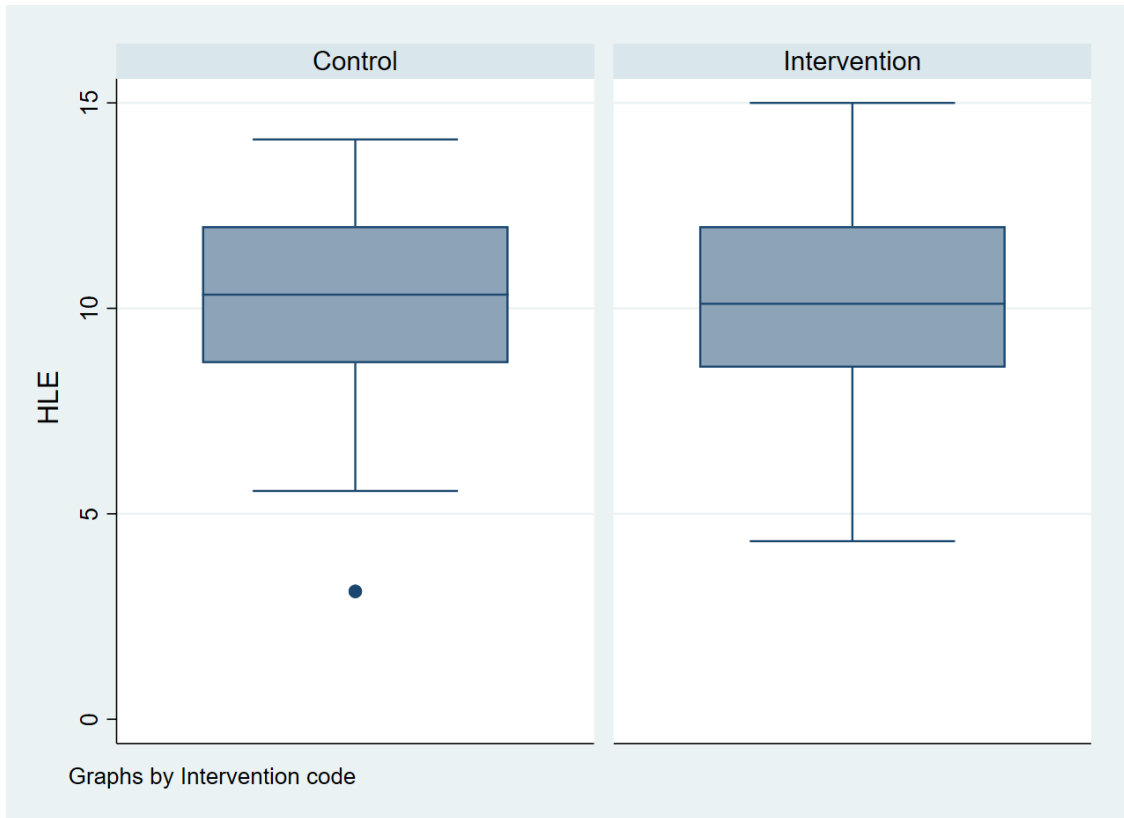 Control
Intervention
15
10
5
0
HLE
Graphs by Intervention code